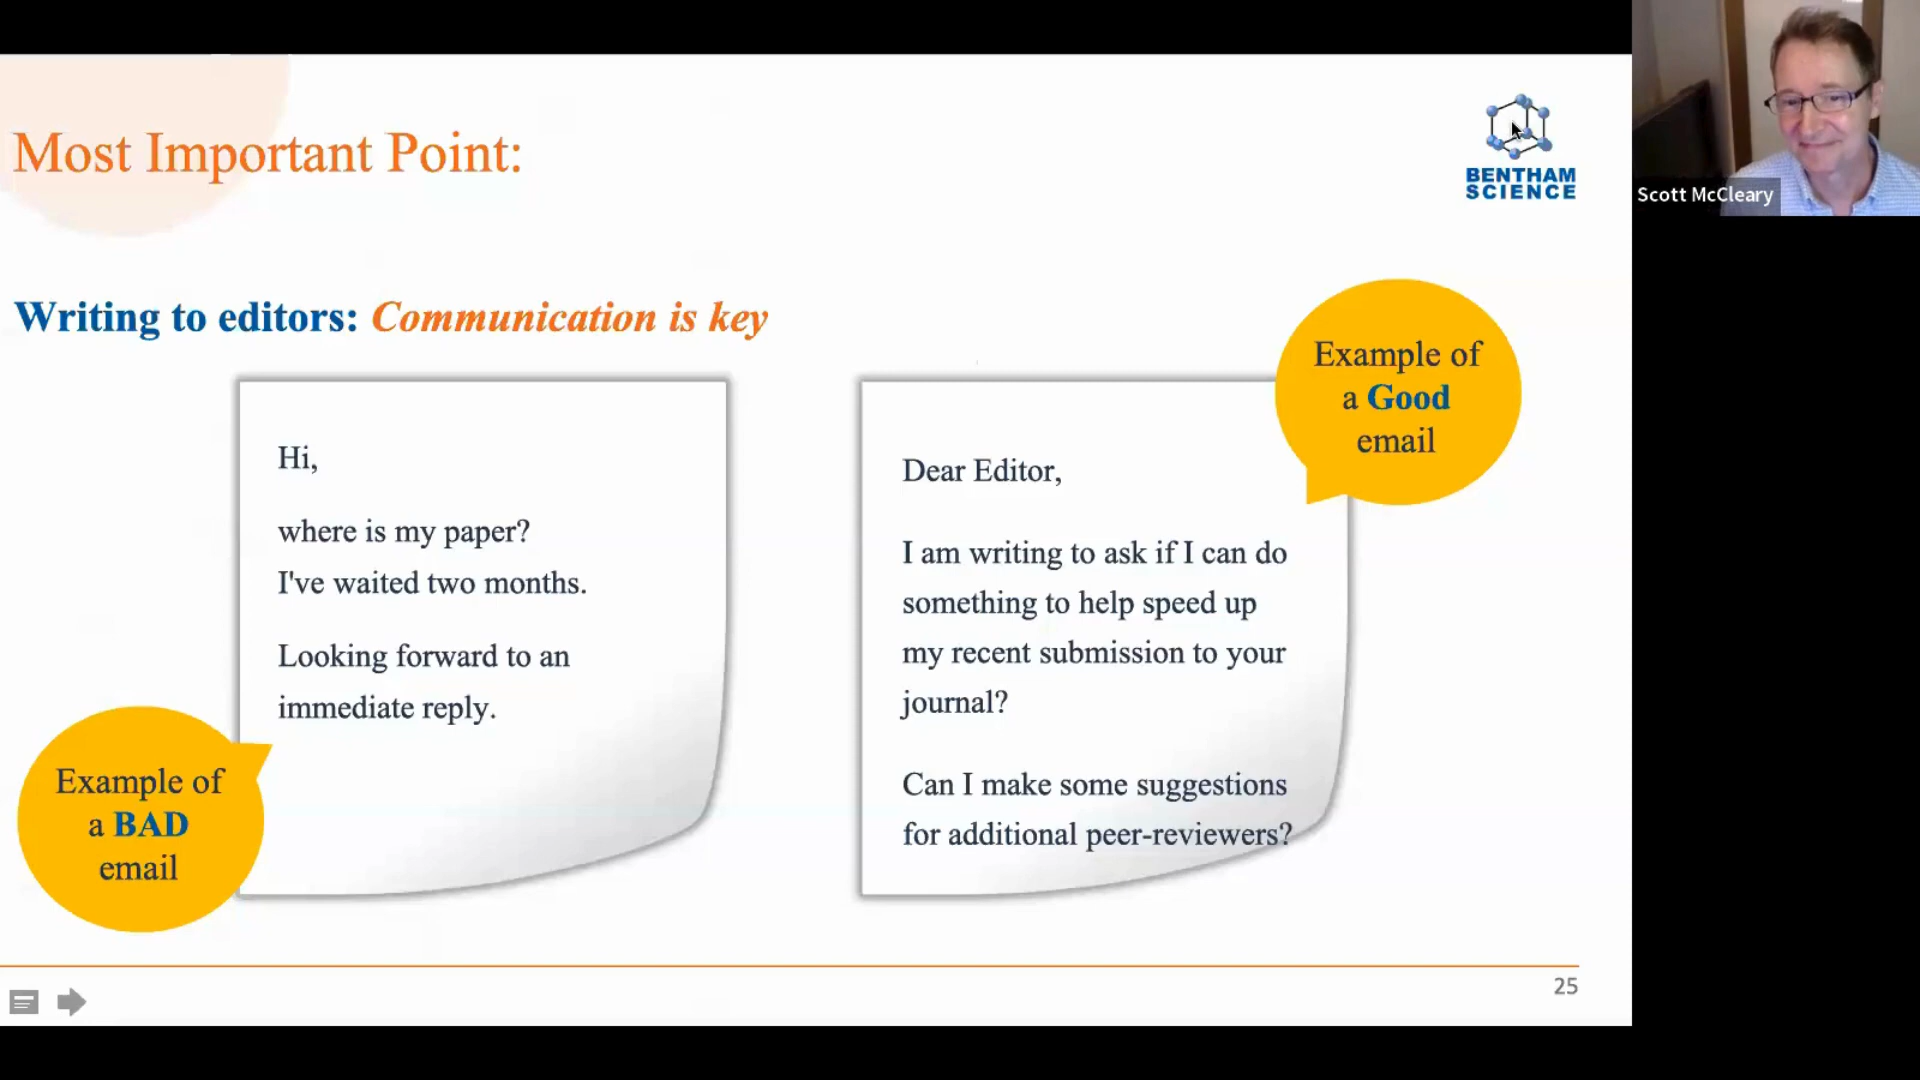 Most Important Point:
BENTHAM
SCIENCE
Scott McCleary
Writing to editors: Communication is key
Hi,
where is my paper?
I've waited two months.
Looking forward to an
immediate reply.
Example of
a BAD
email
Example of
a Good
email
Dear Editor,
I am writing to ask if I can do
something to help speed up
my recent submission to your
journal?
Can I make some suggestions
for additional peer-reviewers?
25